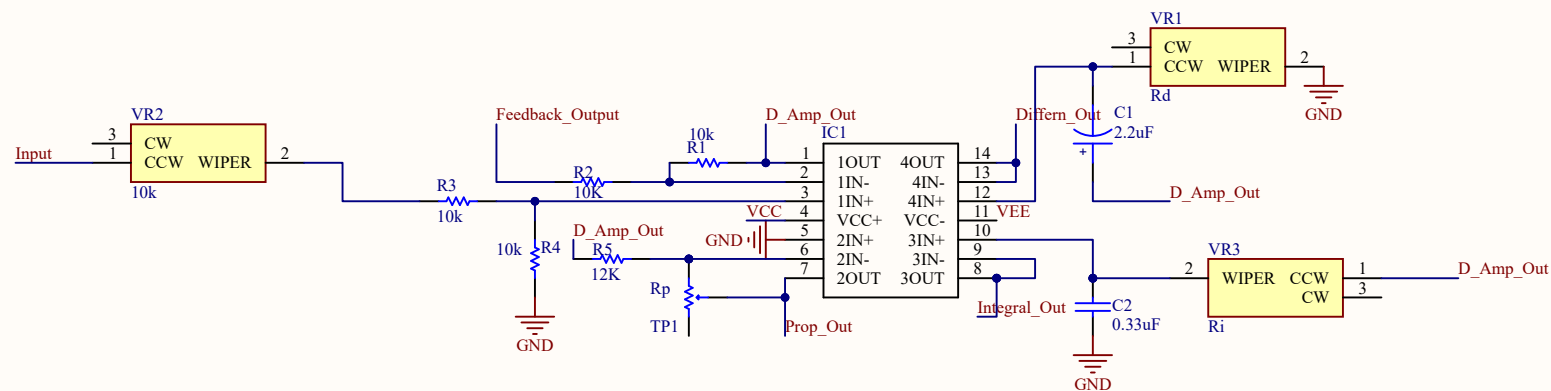 VR1
3 CW
1 CCW WIPER 2
Rd
GND
VR2
3 CW
Input 1 CCW WIPER 2
10k
Feedback_Output
D_Amp_Out
10k
R1
R2
10K
R3
10k
10k R4
GND
D_Amp_Out
R5
12K
Rp
TP1
Prop_Out
VCC
GND
IC1
1 1OUT 4OUT 14
2 1IN- 4IN- 13
3 1IN+ 4IN+ 12
4 VCC+ VCC- 11 VEE
5 2IN+ 3IN+ 10
6 2IN- 3IN- 9
7 2OUT 3OUT 8
Differn_Out
C1
2.2uF
+
D_Amp_Out
Integral_Out
C2
0.33uF
GND
VR3
2 WIPER CCW 1 D_Amp_Out
CW 3
Ri